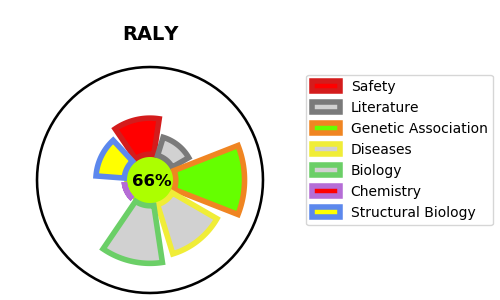 RALY
66%
Safety
Literature
Genetic Association
Diseases
Biology
Chemistry
Structural Biology